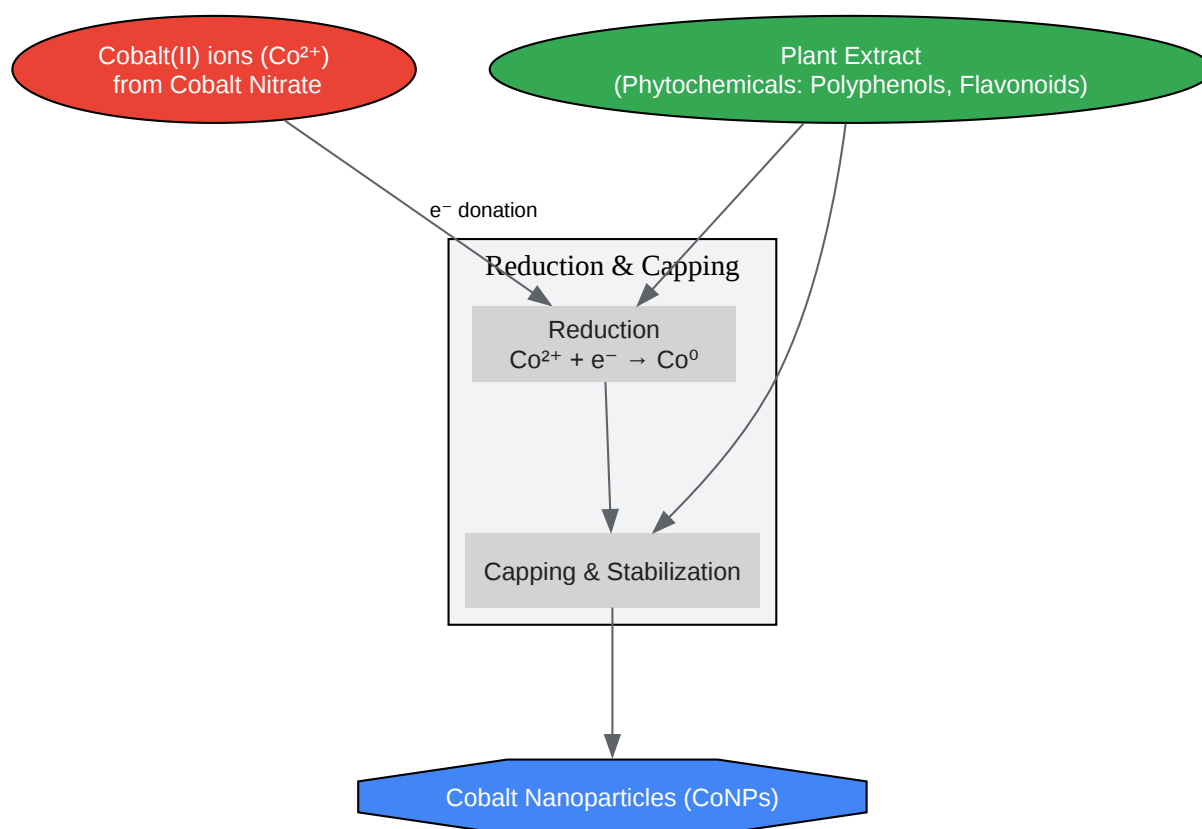 Cobalt(II) ions (Co²⁺)
from Cobalt Nitrate
Plant Extract
(Phytochemicals: Polyphenols, Flavonoids)
e⁻ donation
Reduction & Capping
Reduction
Co²⁺ + e⁻ → Co⁰
Capping & Stabilization
Cobalt Nanoparticles (CoNPs)